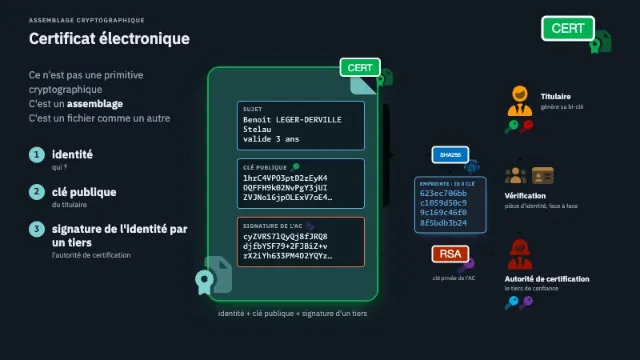 ASSEMBLAGE CRYPTOGRAPHIQUE
Certificat électronique
CERT
Ce n'est pas une primitive
cryptographique
C'est un assemblage
C'est un fichier comme un autre
1 identité
qui ?
2 clé publique
du titulaire
3 signature de l'identité par
un tiers
l'autorité de certification
CERT
SUJET
Benoit LEGER-DERVILLE
Stelau
valide 3 ans
CLÉ PUBLIQUE
1hrC4VPO3ptD2zEyK4
OQFFH9k02NvPgY3jUI
ZVJNo16jpOLExV7oE4…
SIGNATURE DE L'AC
cyZVRS7lQyQj8fJRQ8
djfbYSF79+2FJBiZ+v
rX2iYh633PM4D2YQYz…
identité + clé publique + signature d'un tiers
SHA256
EMPREINTE · ID + CLÉ
623ec706bb
c1059d50c9
9c169c46f0
8f5bdb3b24
RSA
clé privée de l'AC
Titulaire
génère sa bi-clé
Vérification
pièce d'identité, face à face
Autorité de certification
le tiers de confiance